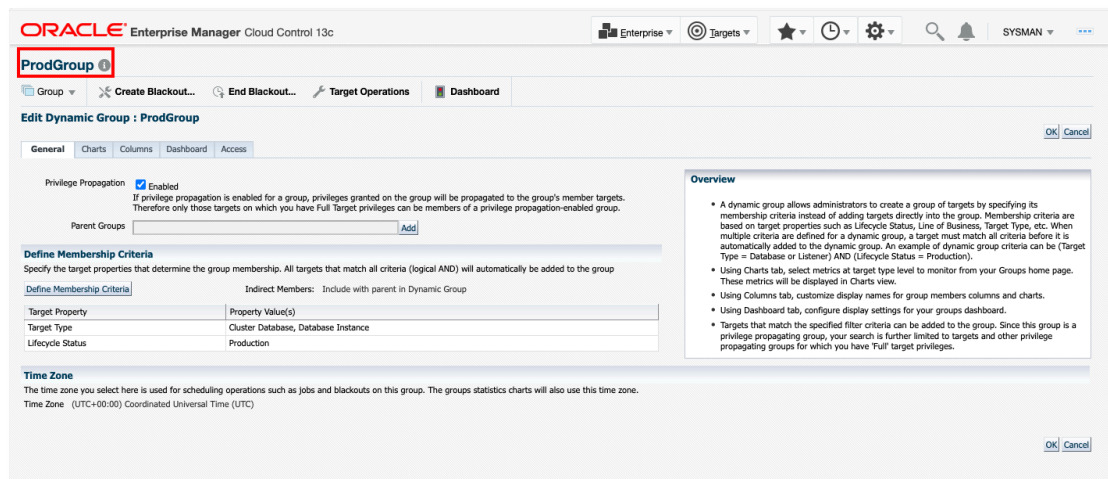 ORACLE Enterprise Manager Cloud Control 13c
Enterprise
Targets
SYSMAN
ProdGroup
Group
Create Blackout...
End Blackout...
Target Operations
Dashboard
Edit Dynamic Group : ProdGroup
OK
Cancel
General
Charts
Columns
Dashboard
Access
Privilege Propagation
Enabled
If privilege propagation is enabled for a group, privileges granted on the group will be propagated to the group's member targets.
Therefore only those targets on which you have Full Target privileges can be members of a privilege propagation-enabled group.
Parent Groups
Add
Define Membership Criteria
Specify the target properties that determine the group membership. All targets that match all criteria (logical AND) will automatically be added to the group
Define Membership Criteria
Indirect Members: Include with parent in Dynamic Group
Target Property
Property Value(s)
Target Type
Cluster Database, Database Instance
Lifecycle Status
Production
Overview
• A dynamic group allows administrators to create a group of targets by specifying its
membership criteria instead of adding targets directly into the group. Membership criteria are
based on target properties such as Lifecycle Status, Line of Business, Target Type, etc. When
multiple criteria are defined for a dynamic group, a target must match all criteria before it is
automatically added to the dynamic group. An example of dynamic group criteria can be (Target
Type = Database or Listener) AND (Lifecycle Status = Production).
• Using Charts tab, select metrics at target type level to monitor from your Groups home page.
These metrics will be displayed in Charts view.
• Using Columns tab, customize display names for group members columns and charts.
• Using Dashboard tab, configure display settings for your groups dashboard.
• Targets that match the specified filter criteria can be added to the group. Since this group is a
privilege propagating group, your search is further limited to targets and other privilege
propagating groups for which you have 'Full' target privileges.
Time Zone
The time zone you select here is used for scheduling operations such as jobs and blackouts on this group. The groups statistics charts will also use this time zone.
Time Zone (UTC+00:00) Coordinated Universal Time (UTC)
OK
Cancel